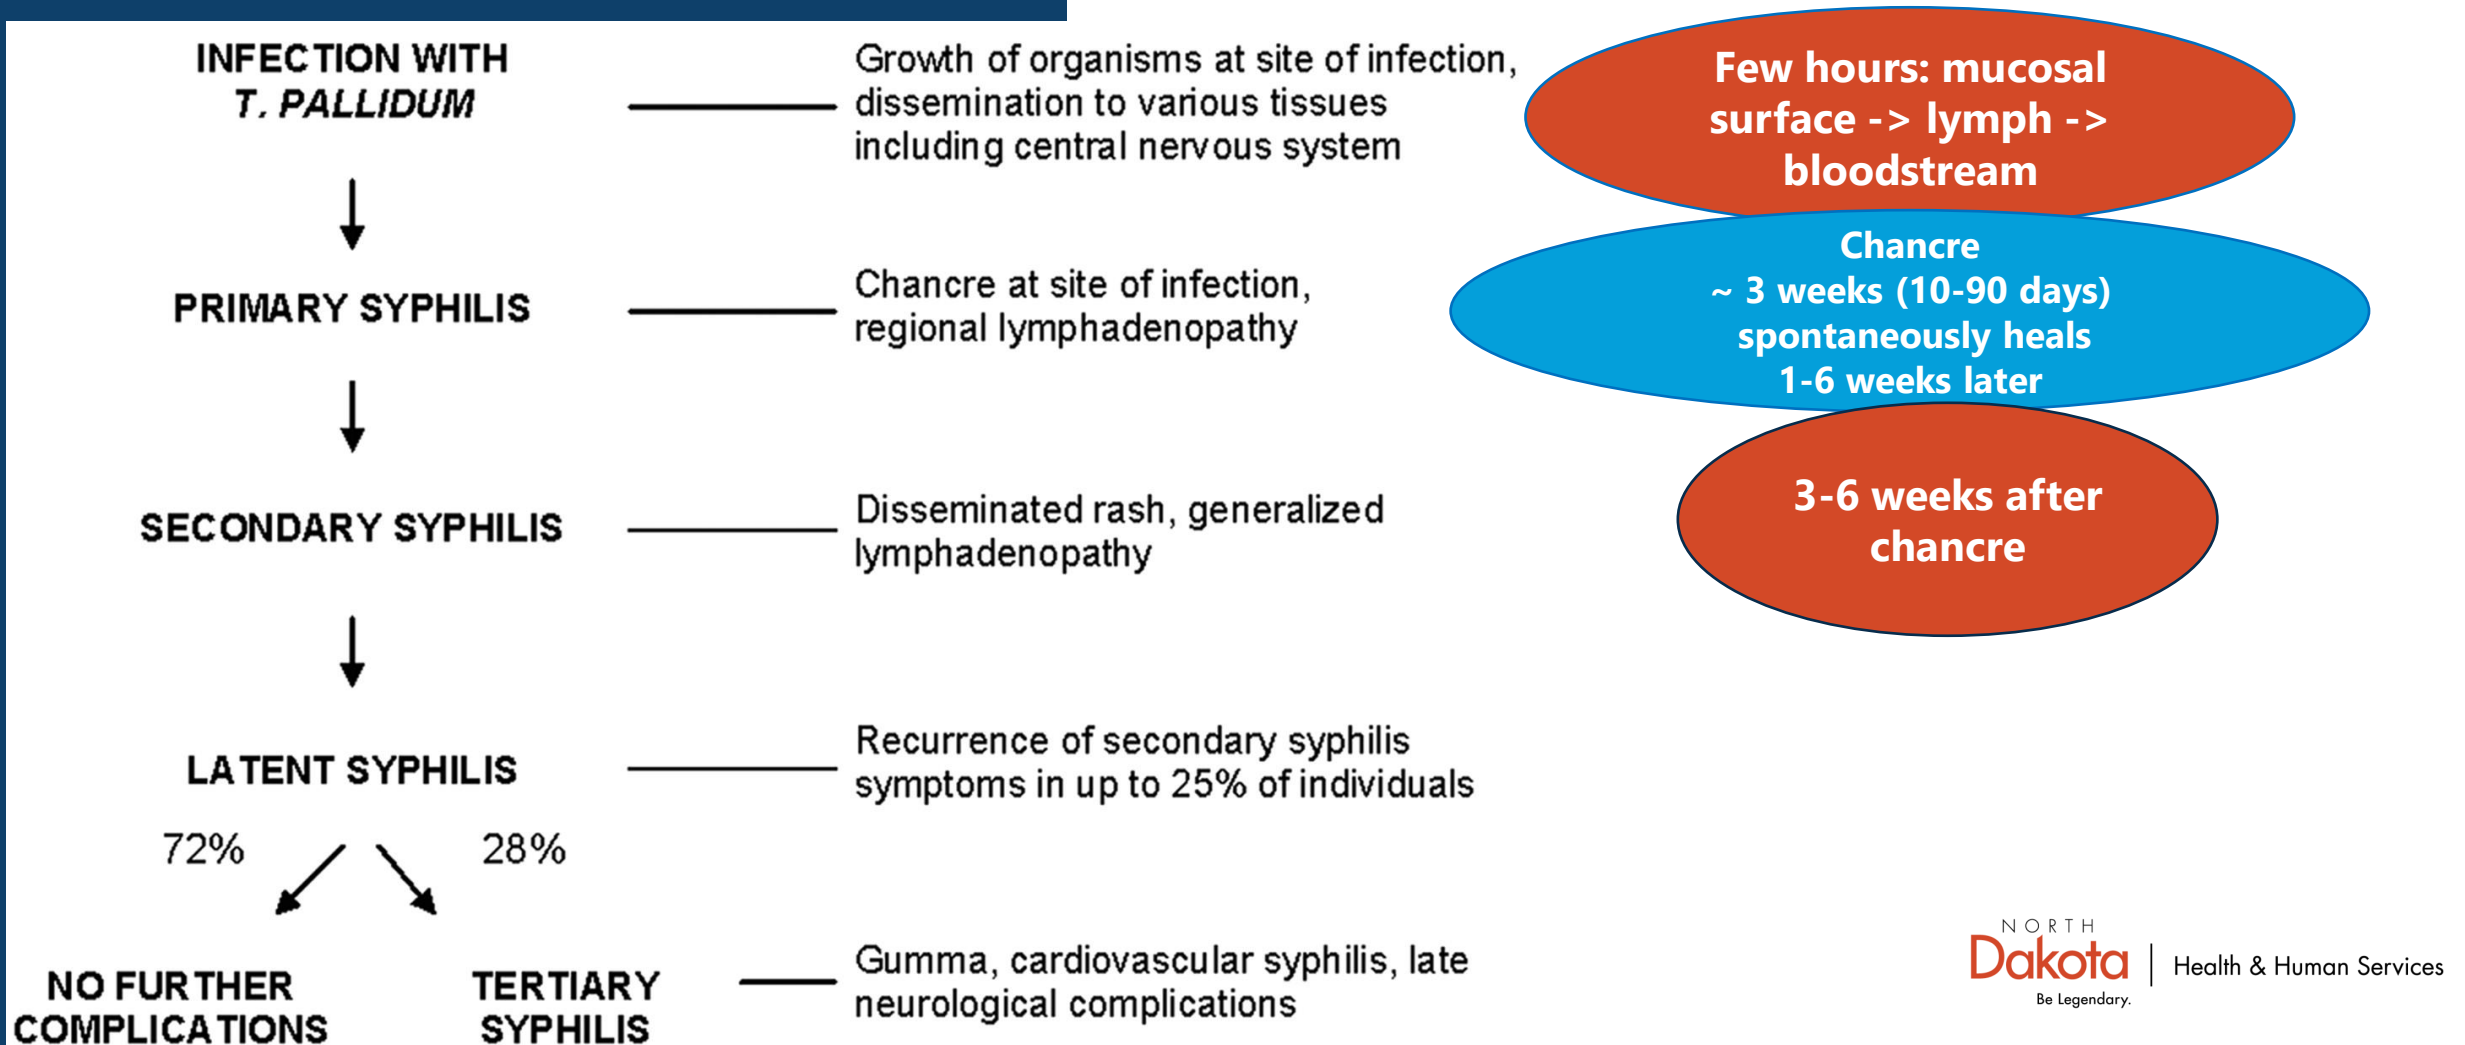 INFECTION WITH
T. PALLIDUM
Growth of organisms at site of infection,
dissemination to various tissues
including central nervous system
Few hours: mucosal
surface -> lymph ->
bloodstream
PRIMARY SYPHILIS
Chancre at site of infection,
regional lymphadenopathy
Chancre
~ 3 weeks (10-90 days)
spontaneously heals
1-6 weeks later
SECONDARY SYPHILIS
Disseminated rash, generalized
lymphadenopathy
3-6 weeks after
chancre
LATENT SYPHILIS
Recurrence of secondary syphilis
symptoms in up to 25% of individuals
72%
28%
NO FURTHER
COMPLICATIONS
TERTIARY
SYPHILIS
Gumma, cardiovascular syphilis, late
neurological complications
NORTH
Dakota
Be Legendary.
Health & Human Services